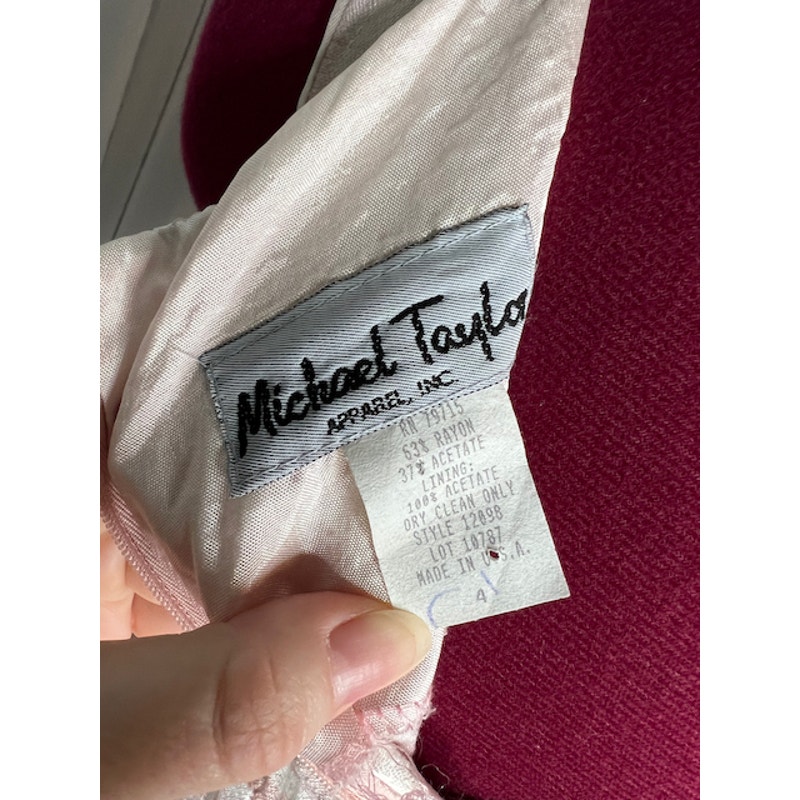 Michael Taylor
APPAREL, INC.
RN 79715
63% RAYON
37% ACETATE
LINING:
100% ACETATE
DRY CLEAN ONLY
STYLE 12098
LOT 10787
MADE IN U.S.A.
4